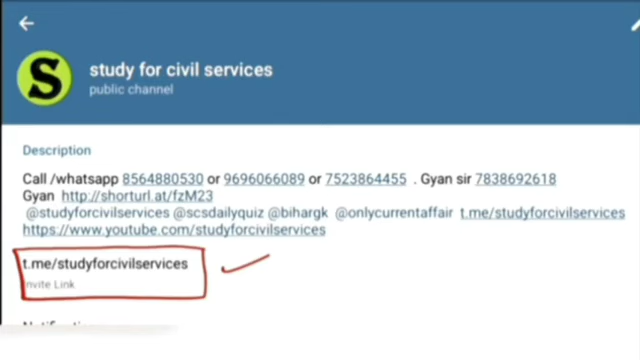 S
study for civil services
public channel
Description
Call /whatsapp 8564880530 or 9696066089 or 7523864455 . Gyan sir 7838692618
Gyan http://shorturl.at/fzM23
@studyforcivilservices @scsdailyquiz @bihargk @onlycurrentaffair t.me/studyforcivilservices
https://www.youtube.com/studyforcivilservices
t.me/studyforcivilservices
Invite Link